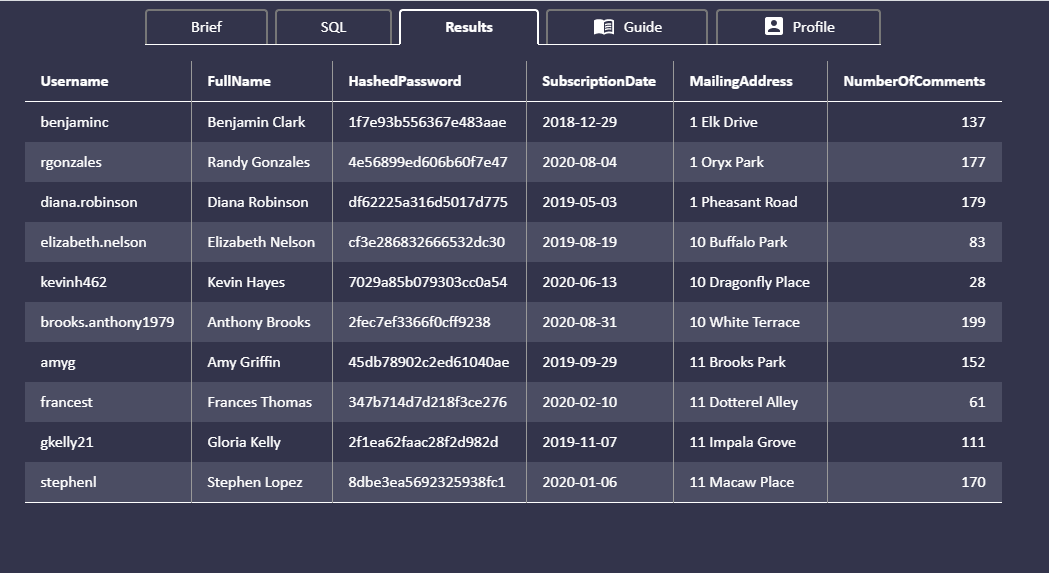 Brief SQL Results Guide Profile
Username FullName HashedPassword SubscriptionDate MailingAddress NumberOfComments
benjaminc Benjamin Clark 1f7e93b556367e483aae 2018-12-29 1 Elk Drive 137
rgonzales Randy Gonzales 4e56899ed606b60f7e47 2020-08-04 1 Oryx Park 177
diana.robinson Diana Robinson df62225a316d5017d775 2019-05-03 1 Pheasant Road 179
elizabeth.nelson Elizabeth Nelson cf3e286832666532dc30 2019-08-19 10 Buffalo Park 83
kevinh462 Kevin Hayes 7029a85b079303cc0a54 2020-06-13 10 Dragonfly Place 28
brooks.anthony1979 Anthony Brooks 2fec7ef3366f0cff9238 2020-08-31 10 White Terrace 199
amyg Amy Griffin 45db78902c2ed61040ae 2019-09-29 11 Brooks Park 152
francest Frances Thomas 347b714d7d218f3ce276 2020-02-10 11 Dotterel Alley 61
gkelly21 Gloria Kelly 2f1ea62faac28f2d982d 2019-11-07 11 Impala Grove 111
stephenl Stephen Lopez 8dbe3ea5692325938fc1 2020-01-06 11 Macaw Place 170